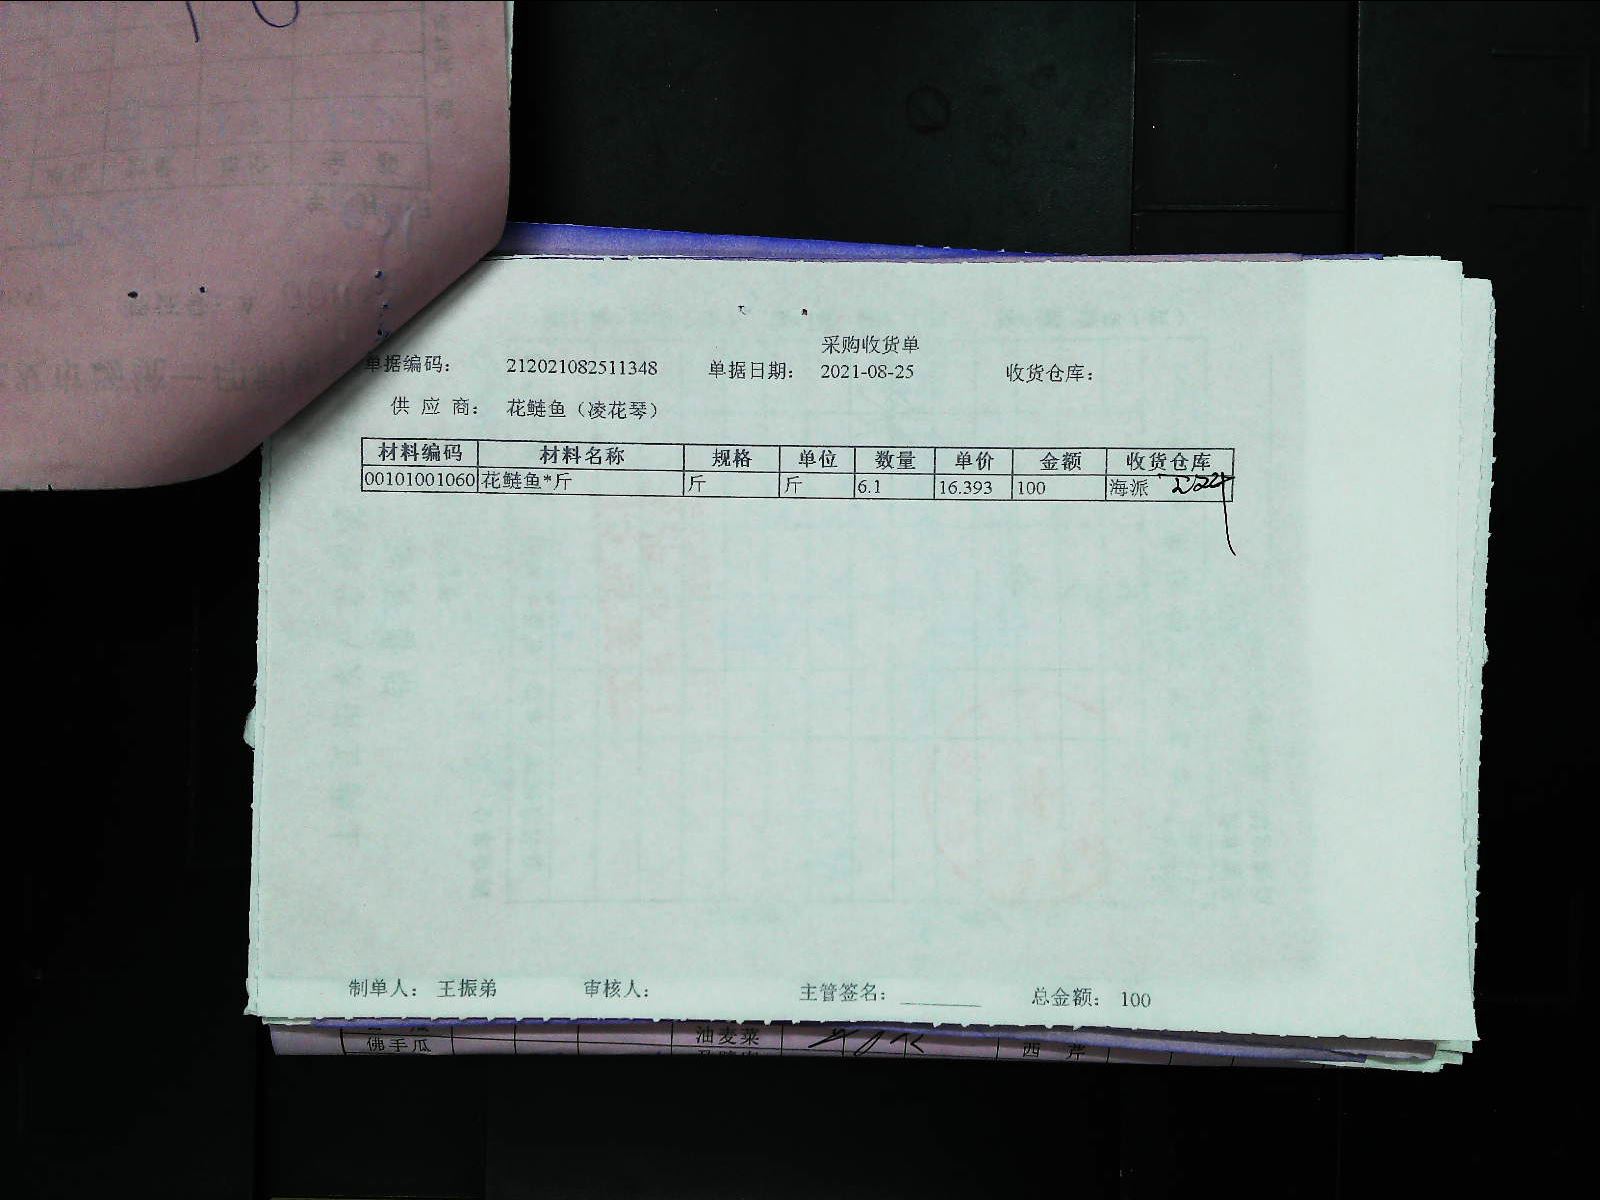 采购收货单
单据编码： 212021082511348 单据日期： 2021-08-25 收货仓库：
供 应 商： 花鲢鱼（凌花琴）
材料编码 材料名称 规格 单位 数量 单价 金额 收货仓库
00101001060 花鲢鱼*斤 斤 斤 6.1 16.393 100 海派
制单人： 王振弟 审核人： 主管签名： 总金额： 100
油麦菜
佛手瓜 西 芹